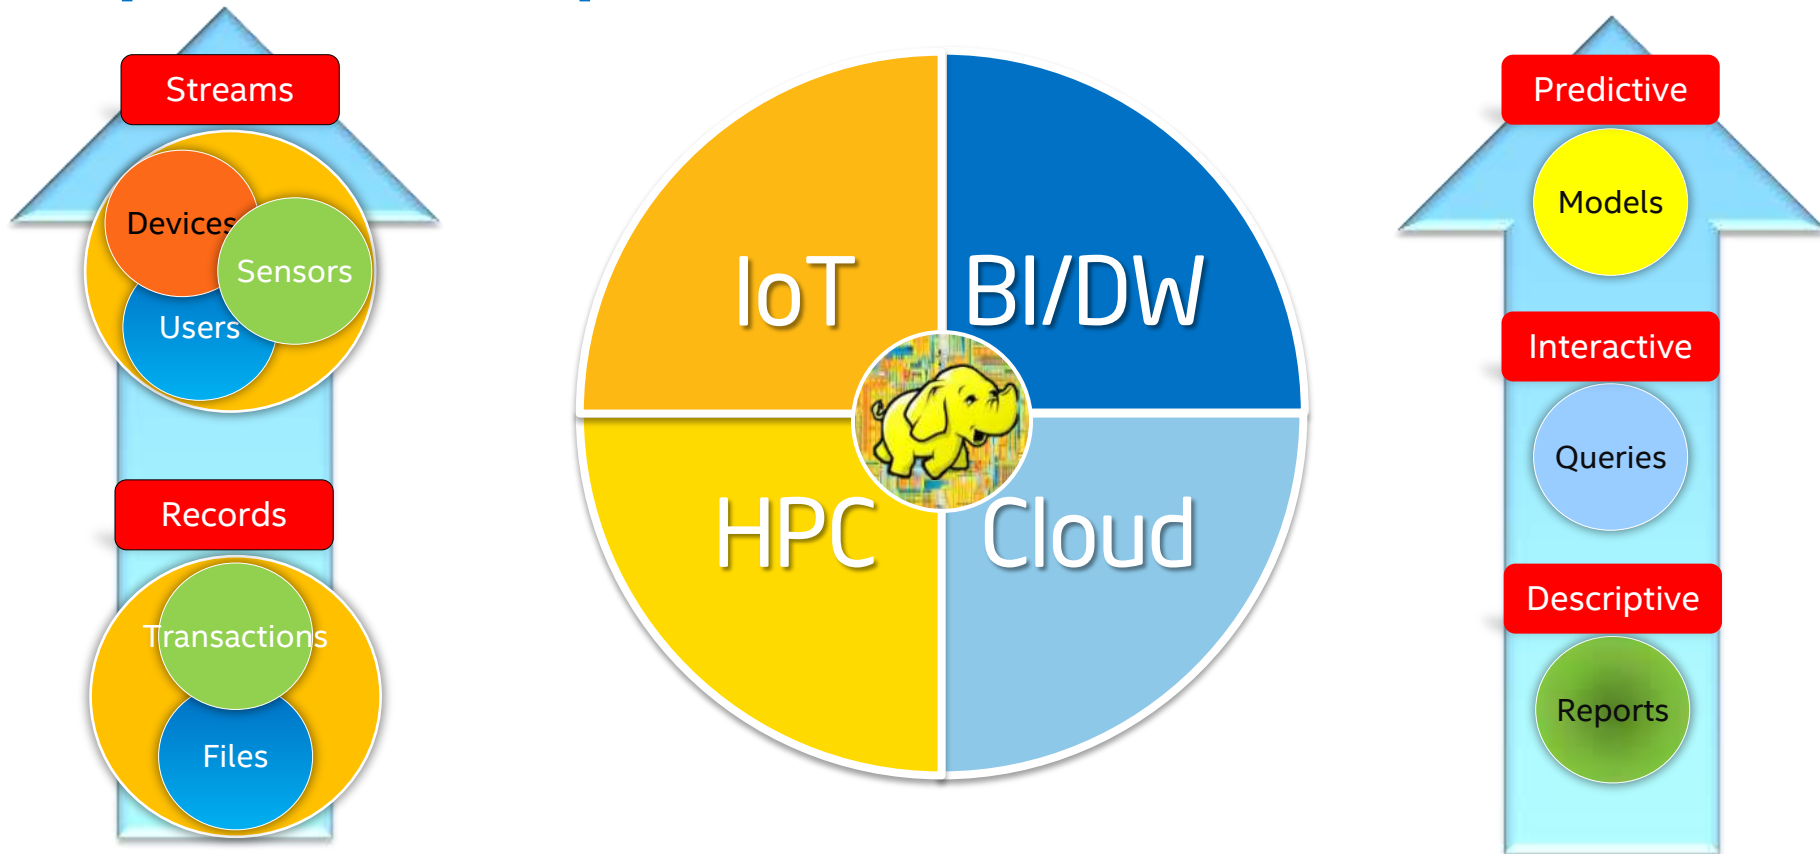 Streams
Devices
Sensors
Users
Records
Transactions
Files
IoT
BI/DW
HPC
Cloud
Predictive
Models
Interactive
Queries
Descriptive
Reports